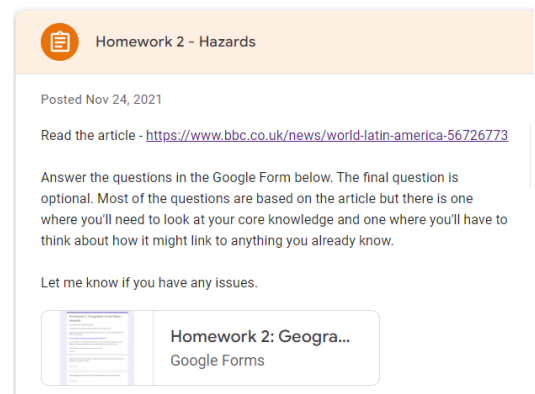 Homework 2 - Hazards
Posted Nov 24, 2021
Read the article - https://www.bbc.co.uk/news/world-latin-america-56726773
Answer the questions in the Google Form below. The final question is
optional. Most of the questions are based on the article but there is one
where you'll need to look at your core knowledge and one where you'll have to
think about how it might link to anything you already know.
Let me know if you have any issues.
Homework 2: Geogra...
Google Forms